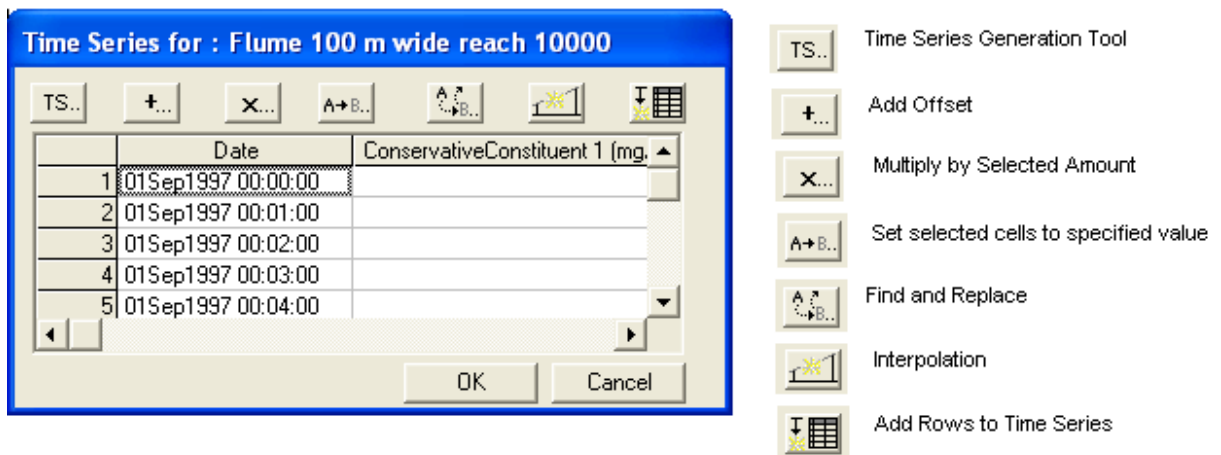 Time Series for : Flume 100 m wide reach 10000
TS.. +... x... A→B.. A B..
Date ConservativeConstituent 1 (mg.
1 01Sep1997 00:00:00
2 01Sep1997 00:01:00
3 01Sep1997 00:02:00
4 01Sep1997 00:03:00
5 01Sep1997 00:04:00
OK Cancel
TS.. Time Series Generation Tool
+... Add Offset
x... Multiply by Selected Amount
A→B.. Set selected cells to specified value
A B.. Find and Replace
Interpolation
Add Rows to Time Series